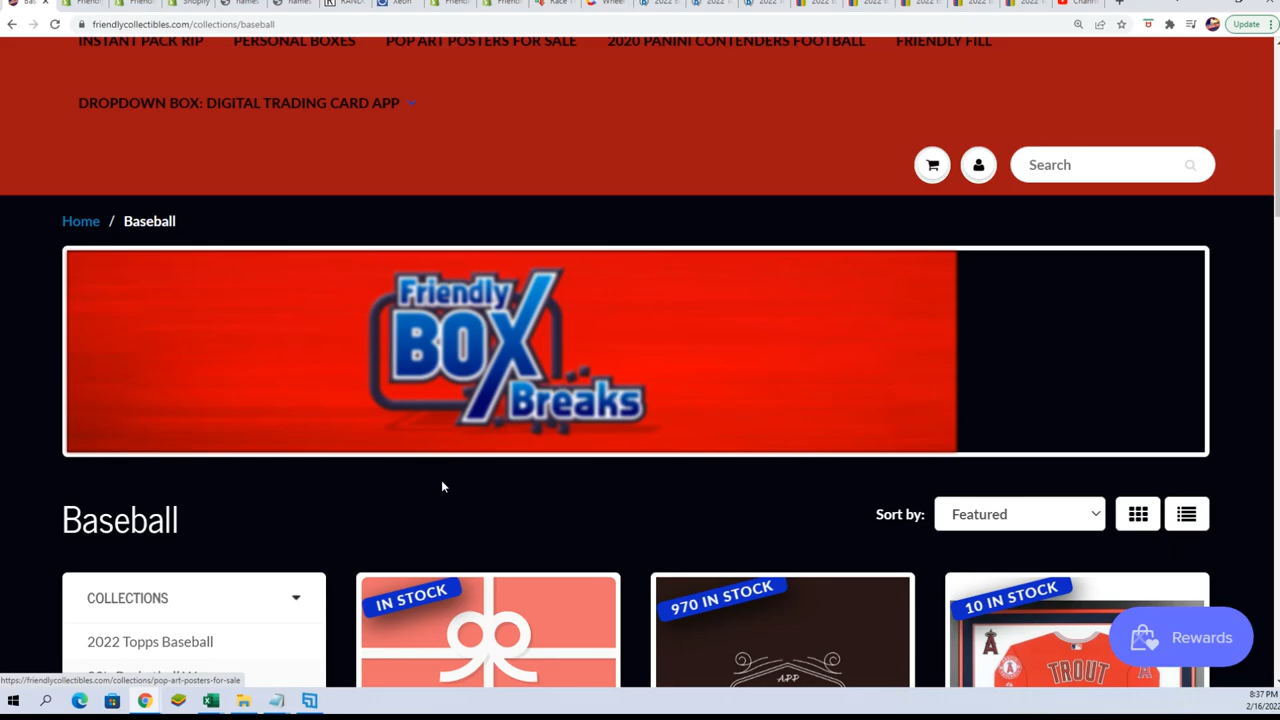 friendlycollectibles.com/collections/baseball
Update
INSTANT PACK RIP PERSONAL BOXES POP ART POSTERS FOR SALE 2020 PANINI CONTENDERS FOOTBALL FRIENDLY FILL
DROPDOWN BOX: DIGITAL TRADING CARD APP
Search
Home / Baseball
Friendly
BOX
Breaks
Baseball
Sort by: Featured
COLLECTIONS
IN STOCK
970 IN STOCK
10 IN STOCK
2022 Topps Baseball
APP
TROUT
Rewards
https://friendlycollectibles.com/collections/pop-art-posters-for-sale
8:37 PM